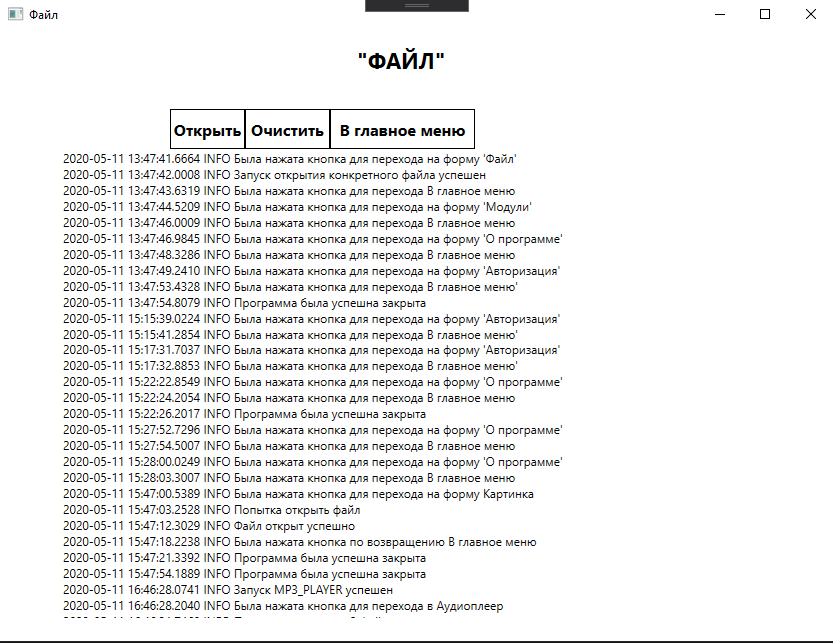 Файл
"ФАЙЛ"
Открыть Очистить В главное меню
2020-05-11 13:47:41.6664 INFO Была нажата кнопка для перехода на форму 'Файл'
2020-05-11 13:47:42.0008 INFO Запуск открытия конкретного файла успешен
2020-05-11 13:47:43.6319 INFO Была нажата кнопка для перехода В главное меню
2020-05-11 13:47:44.5209 INFO Была нажата кнопка для перехода на форму 'Модули'
2020-05-11 13:47:46.0009 INFO Была нажата кнопка для перехода В главное меню
2020-05-11 13:47:46.9845 INFO Была нажата кнопка для перехода на форму 'О программе'
2020-05-11 13:47:48.3286 INFO Была нажата кнопка для перехода В главное меню
2020-05-11 13:47:49.2410 INFO Была нажата кнопка для перехода на форму 'Авторизация'
2020-05-11 13:47:53.4328 INFO Была нажата кнопка для перехода В главное меню'
2020-05-11 13:47:54.8079 INFO Программа была успешна закрыта
2020-05-11 15:15:39.0224 INFO Была нажата кнопка для перехода на форму 'Авторизация'
2020-05-11 15:15:41.2854 INFO Была нажата кнопка для перехода В главное меню'
2020-05-11 15:17:31.7037 INFO Была нажата кнопка для перехода на форму 'Авторизация'
2020-05-11 15:17:32.8853 INFO Была нажата кнопка для перехода В главное меню'
2020-05-11 15:22:22.8549 INFO Была нажата кнопка для перехода на форму 'О программе'
2020-05-11 15:22:24.2054 INFO Была нажата кнопка для перехода В главное меню
2020-05-11 15:22:26.2017 INFO Программа была успешна закрыта
2020-05-11 15:27:52.7296 INFO Была нажата кнопка для перехода на форму 'О программе'
2020-05-11 15:27:54.5007 INFO Была нажата кнопка для перехода В главное меню
2020-05-11 15:28:00.0249 INFO Была нажата кнопка для перехода на форму 'О программе'
2020-05-11 15:28:03.3007 INFO Была нажата кнопка для перехода В главное меню
2020-05-11 15:47:00.5389 INFO Была нажата кнопка для перехода на форму Картинка
2020-05-11 15:47:03.2528 INFO Попытка открыть файл
2020-05-11 15:47:12.3029 INFO Файл открыт успешно
2020-05-11 15:47:18.2238 INFO Была нажата кнопка по возвращению В главное меню
2020-05-11 15:47:21.3392 INFO Программа была успешна закрыта
2020-05-11 15:47:54.1889 INFO Программа была успешна закрыта
2020-05-11 16:46:28.0741 INFO Запуск MP3_PLAYER успешен
2020-05-11 16:46:28.2040 INFO Была нажата кнопка для перехода в Аудиоплеер